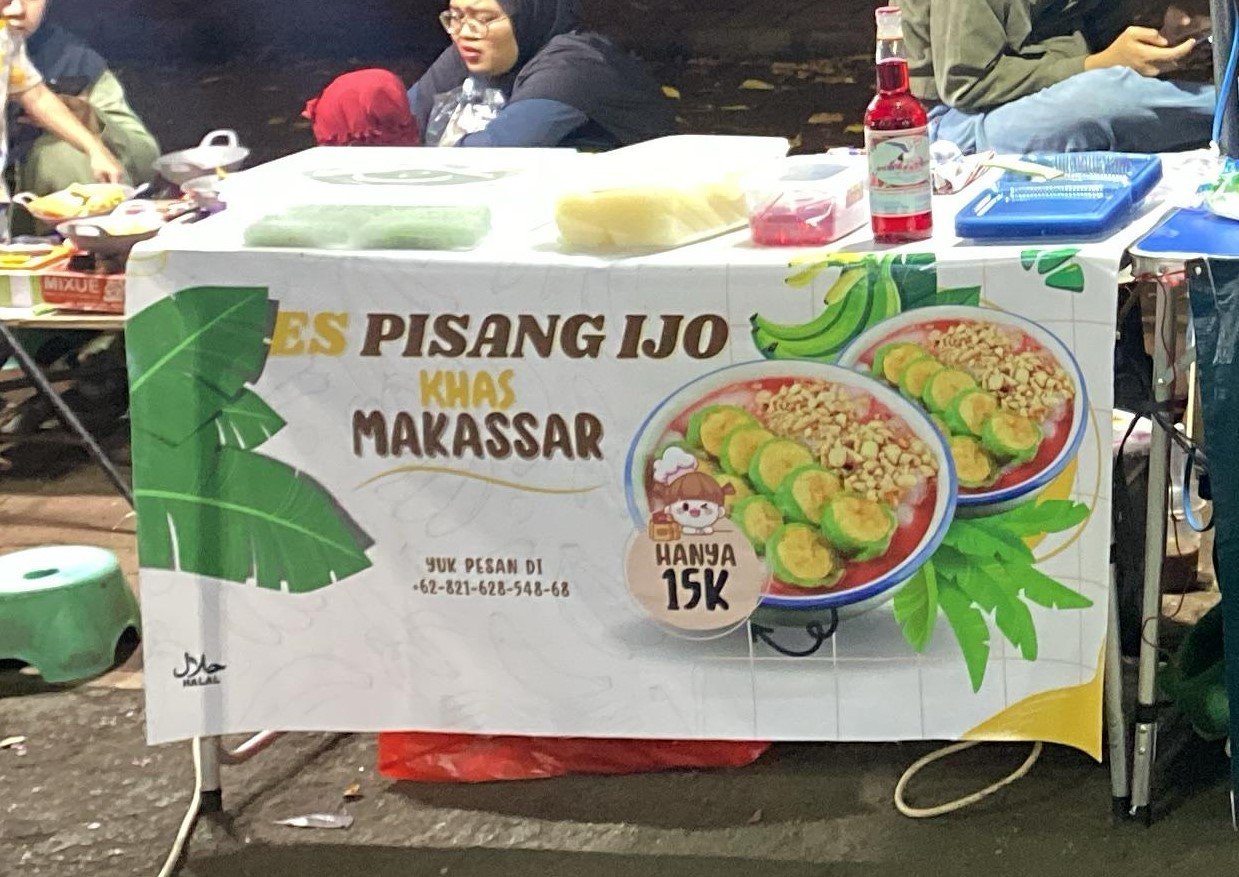 MIXUE
ES PISANG IJO
KHAS
MAKASSAR
YUK PESAN DI
+62-821-628-548-68
HANYA
15K
حلال
HALAL